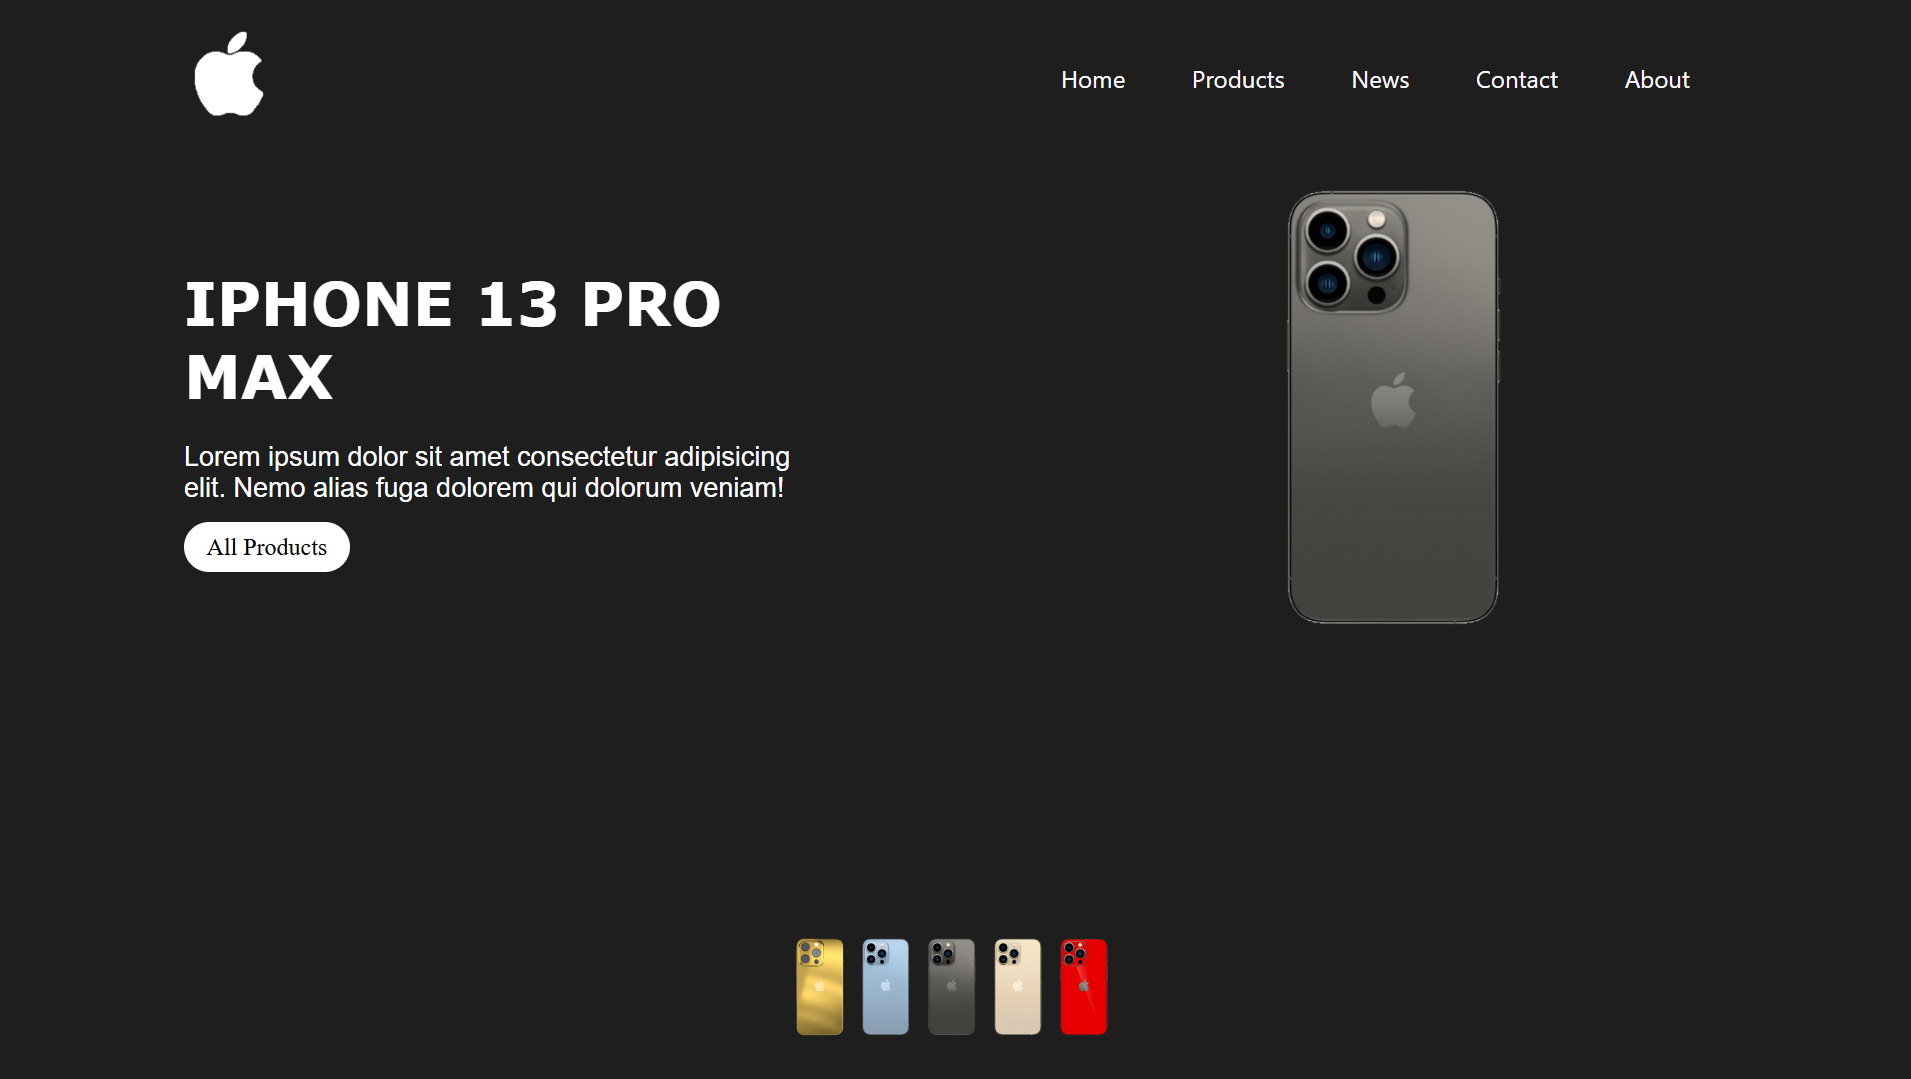 Home Products News Contact About
IPHONE 13 PRO
MAX
Lorem ipsum dolor sit amet consectetur adipisicing
elit. Nemo alias fuga dolorem qui dolorum veniam!
All Products